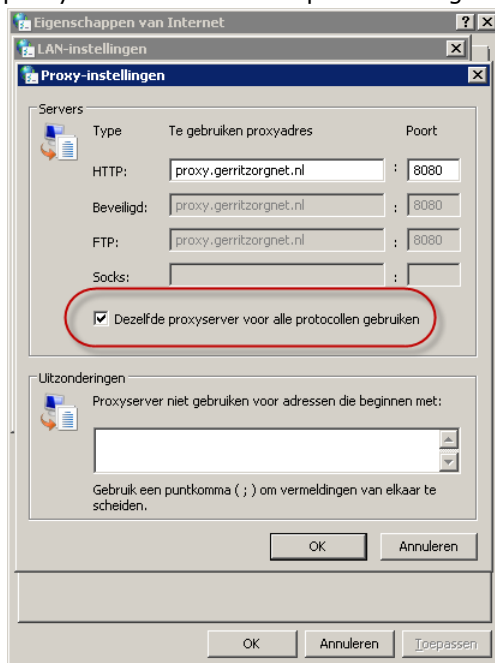 Eigenschappen van Internet
LAN-instellingen
Proxy-instellingen
Servers
Type Te gebruiken proxyadres Poort
HTTP: proxy.gerritzorgnet.nl : 8080
Beveiligd: proxy.gerritzorgnet.nl : 8080
FTP: proxy.gerritzorgnet.nl : 8080
Socks: :
Dezelfde proxyserver voor alle protocollen gebruiken
Uitzonderingen
Proxyserver niet gebruiken voor adressen die beginnen met:
Gebruik een puntkomma ( ; ) om vermeldingen van elkaar te
scheiden.
OK Annuleren
OK Annuleren Toepassen